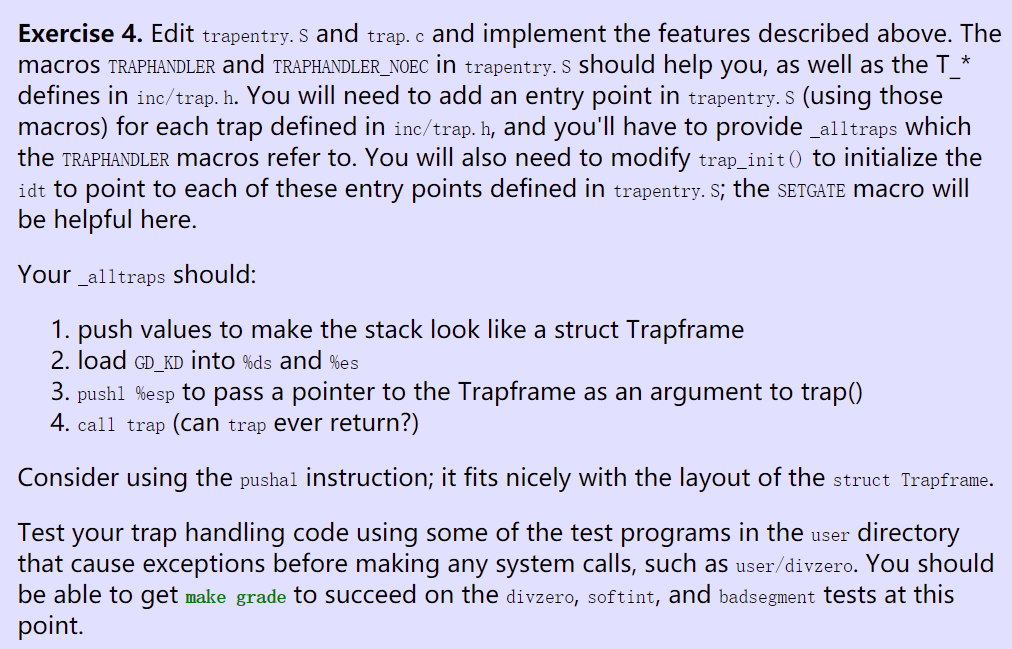 Exercise 4. Edit trapentry.S and trap.c and implement the features described above. The
macros TRAPHANDLER and TRAPHANDLER_NOEC in trapentry.S should help you, as well as the T_*
defines in inc/trap.h. You will need to add an entry point in trapentry.S (using those
macros) for each trap defined in inc/trap.h, and you'll have to provide _alltraps which
the TRAPHANDLER macros refer to. You will also need to modify trap_init() to initialize the
idt to point to each of these entry points defined in trapentry.S; the SETGATE macro will
be helpful here.
Your _alltraps should:
1. push values to make the stack look like a struct Trapframe
2. load GD_KD into %ds and %es
3. pushl %esp to pass a pointer to the Trapframe as an argument to trap()
4. call trap (can trap ever return?)
Consider using the pushal instruction; it fits nicely with the layout of the struct Trapframe.
Test your trap handling code using some of the test programs in the user directory
that cause exceptions before making any system calls, such as user/divzero. You should
be able to get make grade to succeed on the divzero, softint, and badsegment tests at this
point.